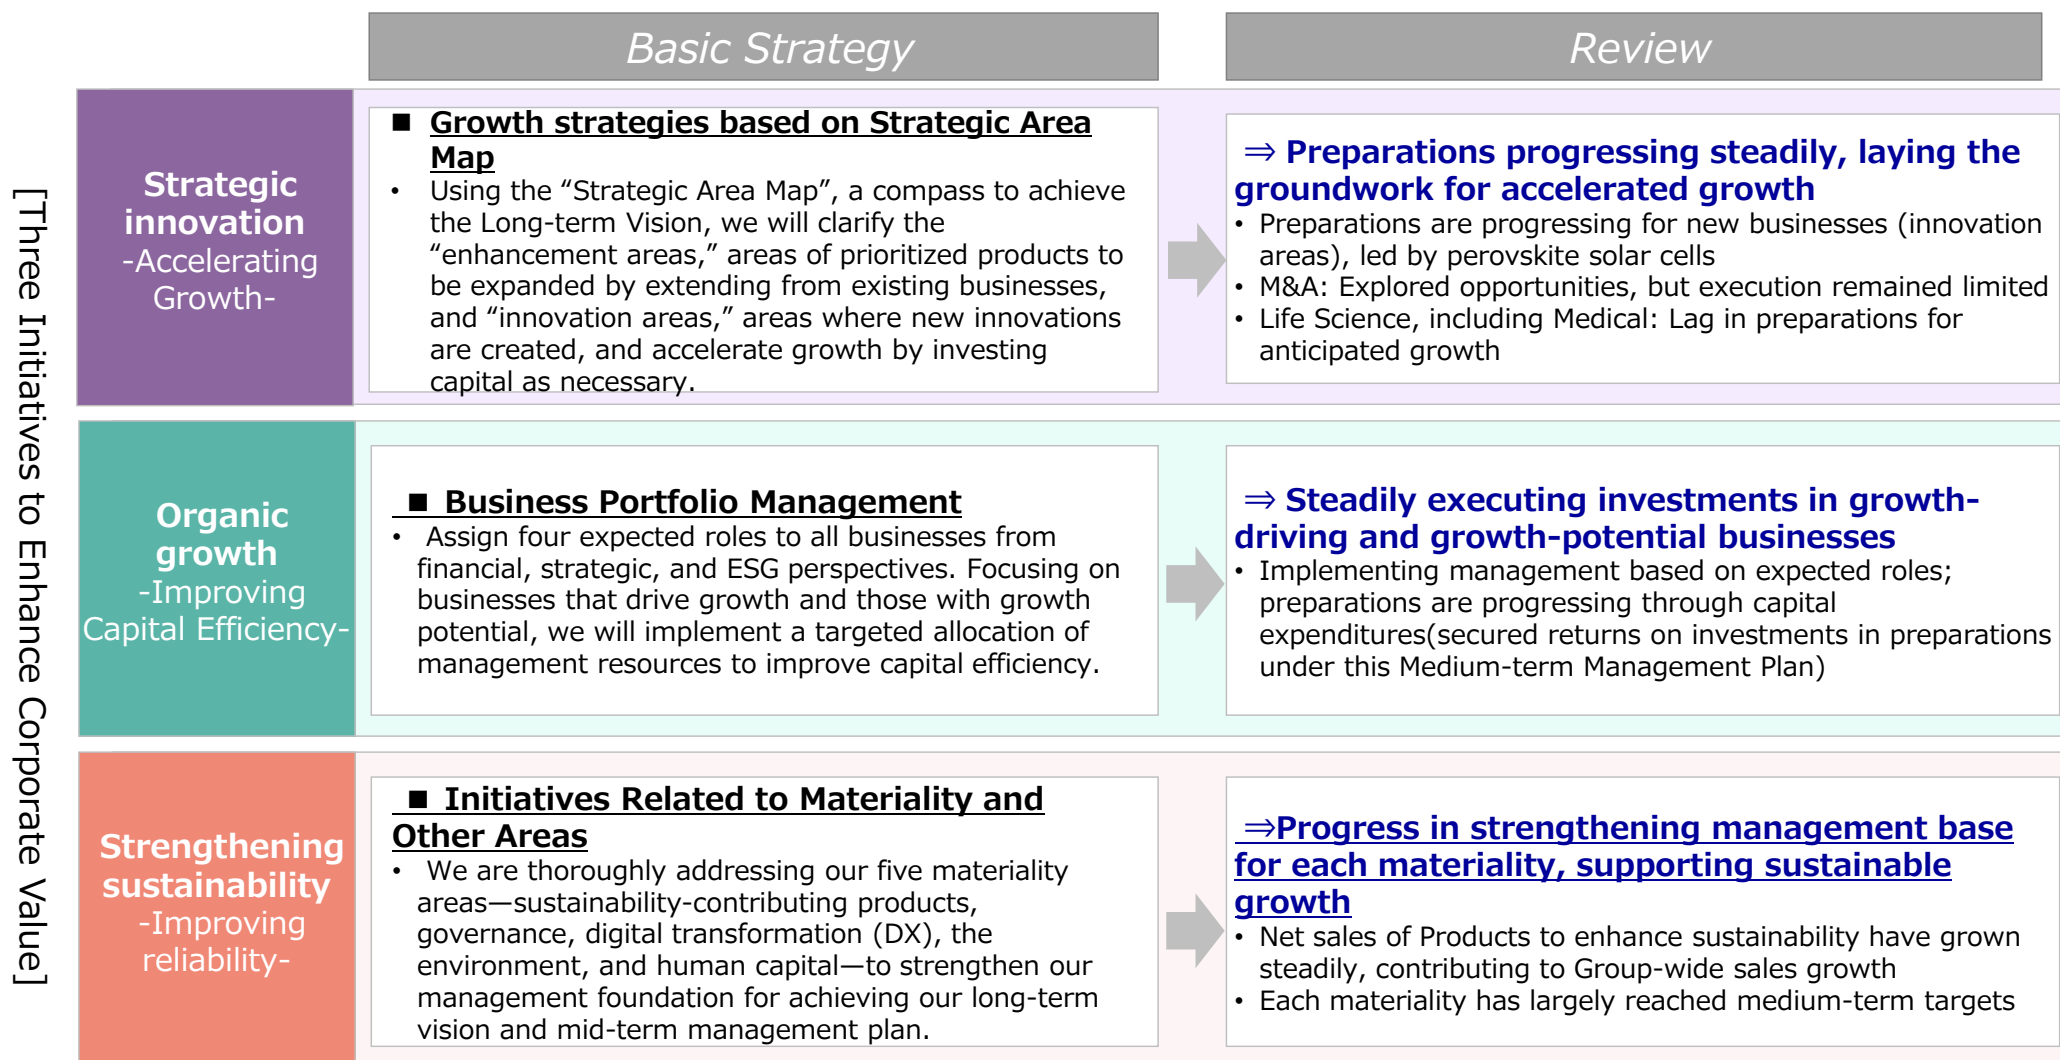 [Three Initiatives to Enhance Corporate Value]
Basic Strategy
Review
Strategic
innovation
-Accelerating
Growth-
■ Growth strategies based on Strategic Area
Map
• Using the “Strategic Area Map”, a compass to achieve
the Long-term Vision, we will clarify the
“enhancement areas,” areas of prioritized products to
be expanded by extending from existing businesses,
and “innovation areas,” areas where new innovations
are created, and accelerate growth by investing
capital as necessary.
⇒ Preparations progressing steadily, laying the
groundwork for accelerated growth
• Preparations are progressing for new businesses (innovation
areas), led by perovskite solar cells
• M&A: Explored opportunities, but execution remained limited
• Life Science, including Medical: Lag in preparations for
anticipated growth
Organic
growth
-Improving
Capital Efficiency-
■ Business Portfolio Management
• Assign four expected roles to all businesses from
financial, strategic, and ESG perspectives. Focusing on
businesses that drive growth and those with growth
potential, we will implement a targeted allocation of
management resources to improve capital efficiency.
⇒ Steadily executing investments in growth-
driving and growth-potential businesses
• Implementing management based on expected roles;
preparations are progressing through capital
expenditures(secured returns on investments in preparations
under this Medium-term Management Plan)
Strengthening
sustainability
-Improving
reliability-
■ Initiatives Related to Materiality and
Other Areas
• We are thoroughly addressing our five materiality
areas—sustainability-contributing products,
governance, digital transformation (DX), the
environment, and human capital—to strengthen our
management foundation for achieving our long-term
vision and mid-term management plan.
⇒Progress in strengthening management base
for each materiality, supporting sustainable
growth
• Net sales of Products to enhance sustainability have grown
steadily, contributing to Group-wide sales growth
• Each materiality has largely reached medium-term targets